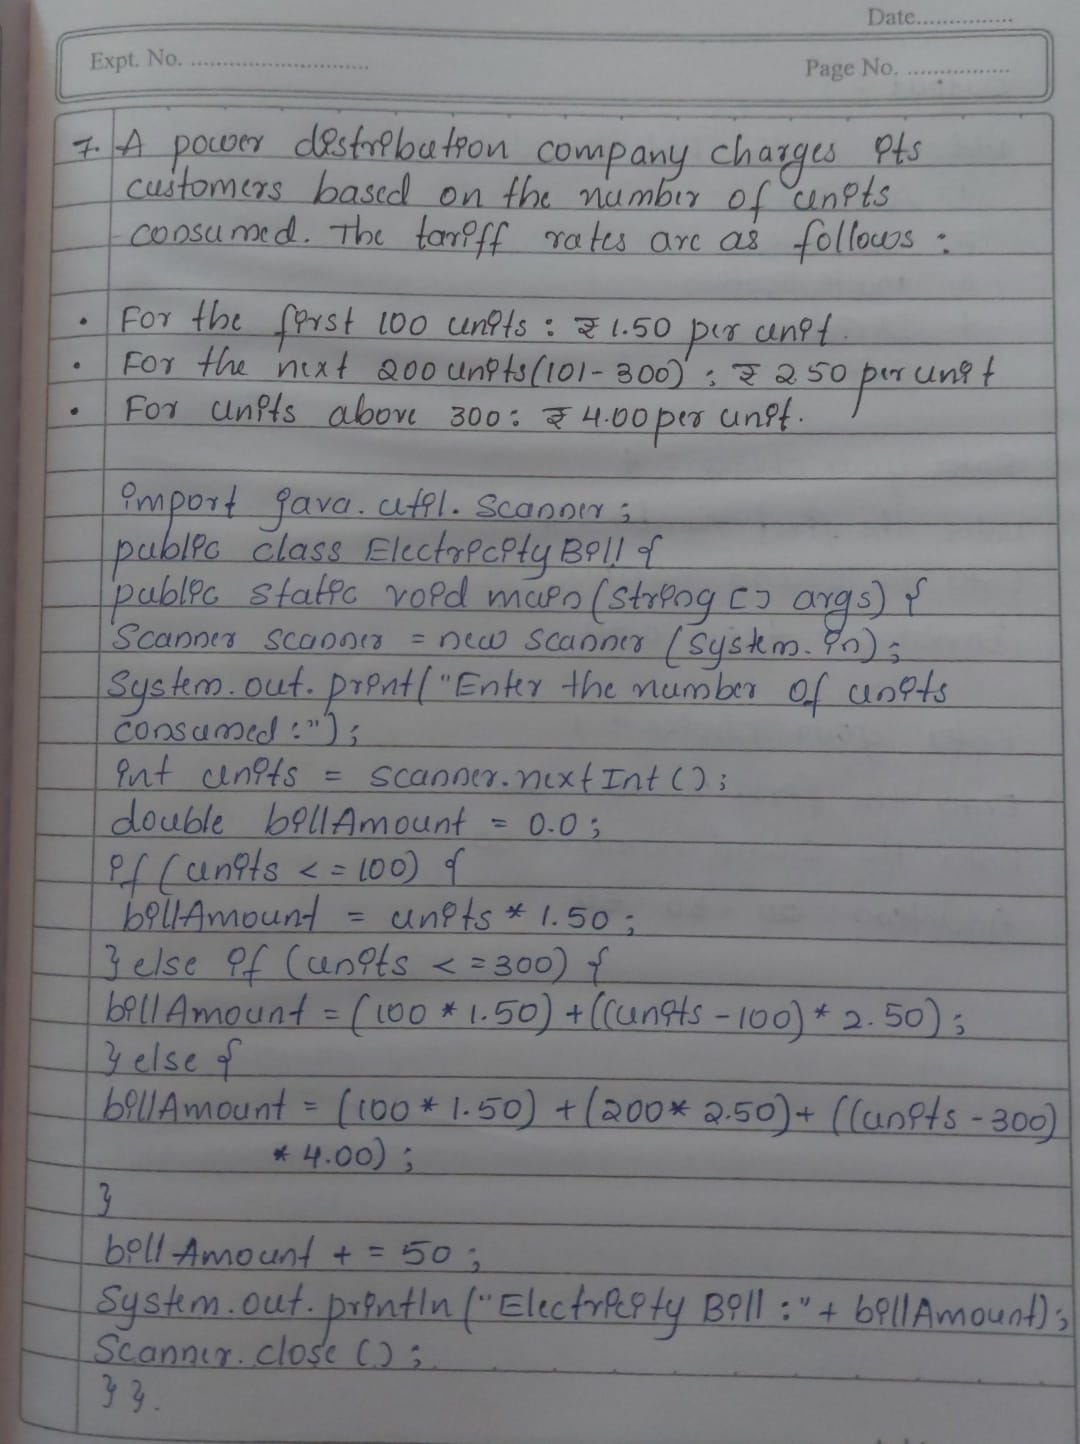 Date...............
Expt. No. ............................
Page No. ................
7. A power distribution company charges its
customers based on the number of units
consumed. The tariff rates are as follows :
• For the first 100 units : ₹ 1.50 per unit.
• For the next 200 units (101-300) : ₹ 2 50 per unit
• For units above 300 : ₹ 4.00 per unit.
import java. util. Scanner ;
public class Electricity Bill {
public static void main (String [] args) {
Scanner scanner = new scanner (System. in) ;
System. out. print ("Enter the number of units
consumed :") ;
int units = scanner. next Int () ;
double billAmount = 0.0 ;
if (units < = 100) {
billAmount = units * 1.50 ;
} else if (units < = 300) {
bill Amount = (100 * 1.50) + ((units - 100) * 2. 50) ;
} else {
billAmount = (100 * 1.50) + (200 * 2.50) + ((units - 300)
* 4.00) ;
}
bill Amount + = 50 ;
System. out. println ("Electricity Bill :" + billAmount) ;
Scanner. close () ;
} }.